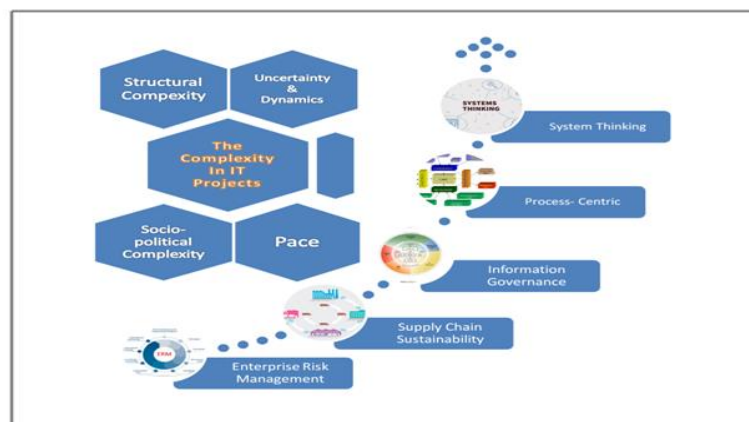 Structural
Compexity
Uncertainty
&
Dynamics
The
Complexity
In IT
Projects
Socio-
political
Complexity
Pace
SYSTEMS
THINKING
System Thinking
Process- Centric
Information
Governance
Supply Chain
Sustainability
ERM
Enterprise Risk
Management